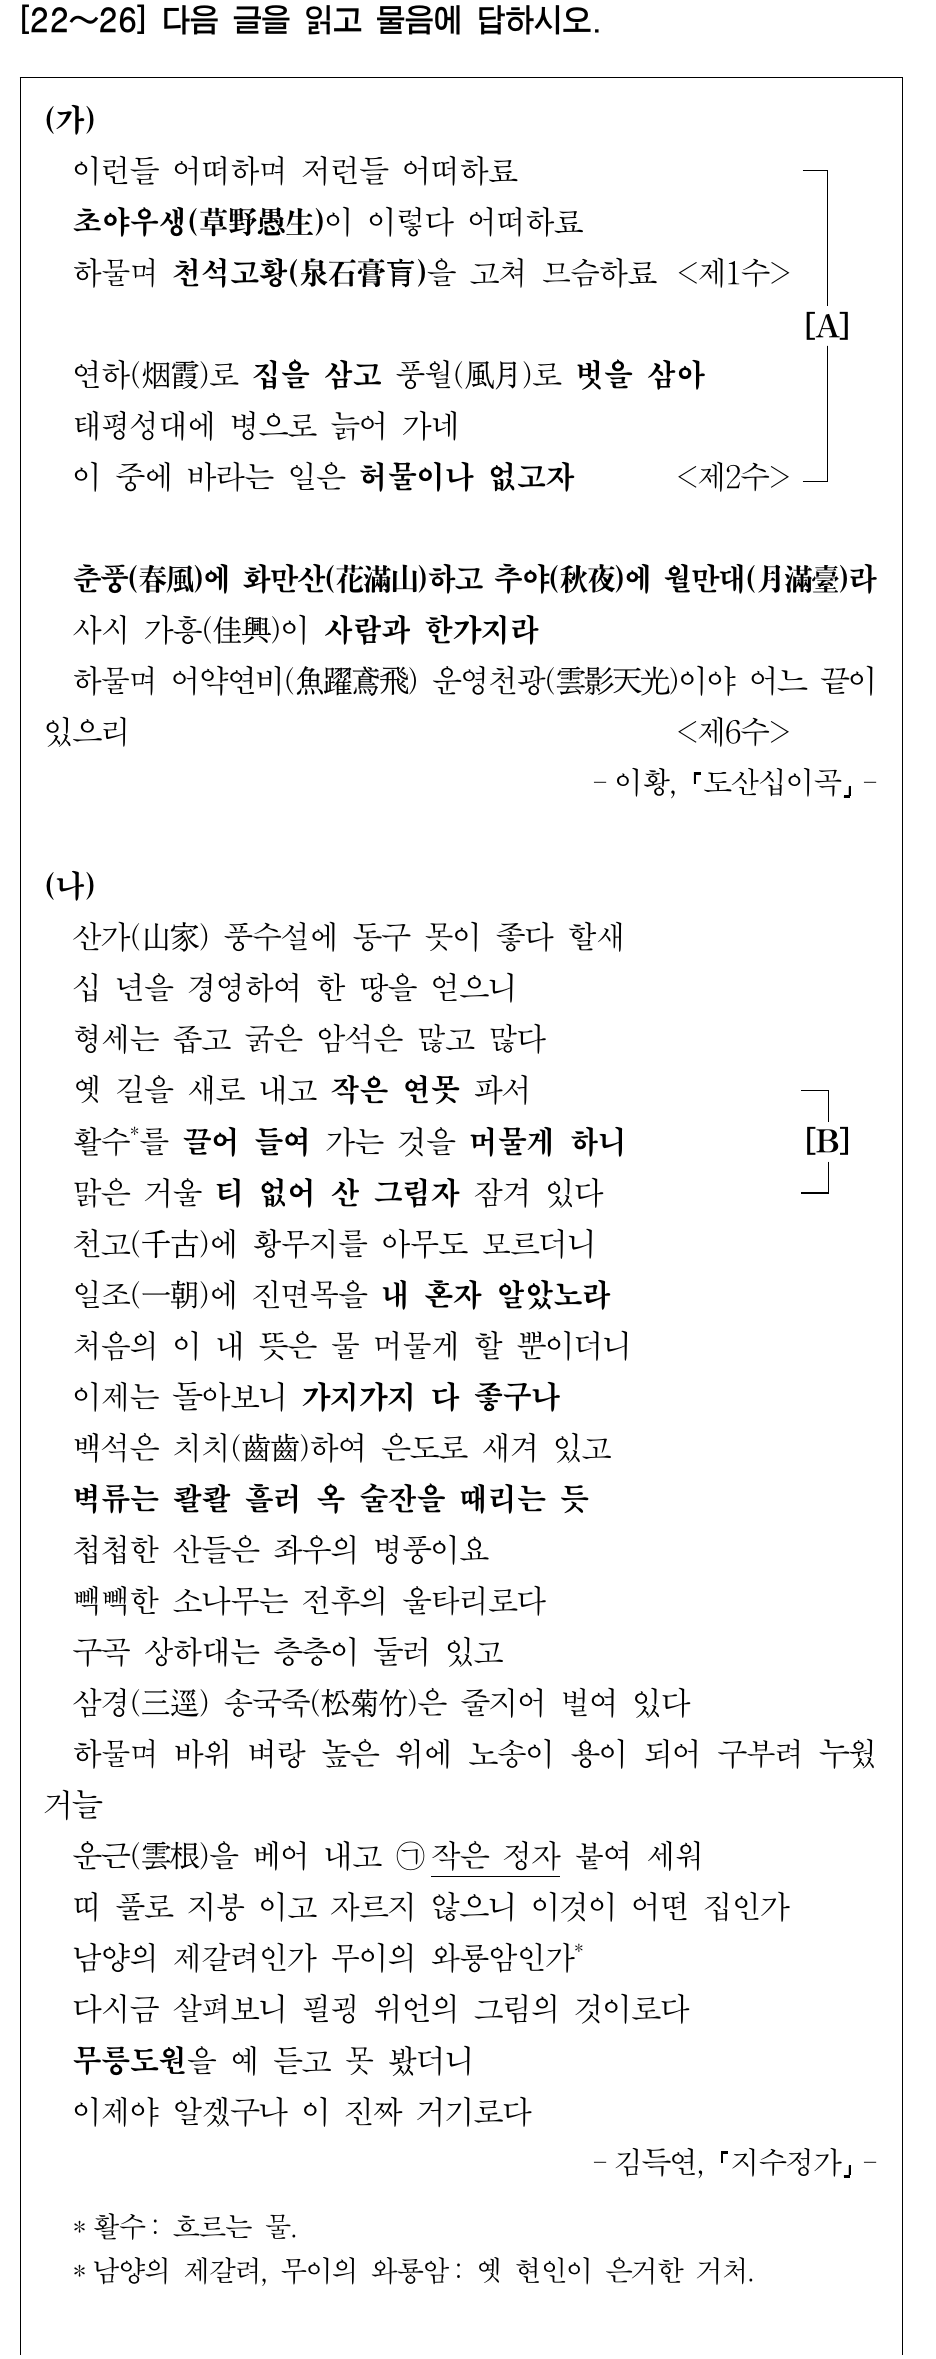 [22~26] 다음 글을 읽고 물음에 답하시오.
(가)
이런들 어떠하며 저런들 어떠하료
초야우생(草野愚生)이 이렇다 어떠하료
하물며 천석고황(泉石膏肓)을 고쳐 므슴하료 <제1수>
[A]
연하(烟霞)로 집을 삼고 풍월(風月)로 벗을 삼아
태평성대에 병으로 늙어 가네
이 중에 바라는 일은 허물이나 없고자 <제2수>
춘풍(春風)에 화만산(花滿山)하고 추야(秋夜)에 월만대(月滿臺)라
사시 가흥(佳興)이 사람과 한가지라
하물며 어약연비(魚躍鳶飛) 운영천광(雲影天光)이야 어느 끝이
있으리 <제6수>
- 이황, 「도산십이곡」 -
(나)
산가(山家) 풍수설에 동구 못이 좋다 할새
십 년을 경영하여 한 땅을 얻으니
형세는 좁고 굵은 암석은 많고 많다
옛 길을 새로 내고 작은 연못 파서
활수*를 끌어 들여 가는 것을 머물게 하니 [B]
맑은 거울 티 없어 산 그림자 잠겨 있다
천고(千古)에 황무지를 아무도 모르더니
일조(一朝)에 진면목을 내 혼자 알았노라
처음의 이 내 뜻은 물 머물게 할 뿐이더니
이제는 돌아보니 가지가지 다 좋구나
백석은 치치(齒齒)하여 은도로 새겨 있고
벽류는 콸콸 흘러 옥 술잔을 때리는 듯
첩첩한 산들은 좌우의 병풍이요
빽빽한 소나무는 전후의 울타리로다
구곡 상하대는 층층이 둘러 있고
삼경(三逕) 송국죽(松菊竹)은 줄지어 벌여 있다
하물며 바위 벼랑 높은 위에 노송이 용이 되어 구부려 누웠
거늘
운근(雲根)을 베어 내고 ㉠작은 정자 붙여 세워
띠 풀로 지붕 이고 자르지 않으니 이것이 어떤 집인가
남양의 제갈려인가 무이의 와룡암인가*
다시금 살펴보니 필굉 위언의 그림의 것이로다
무릉도원을 예 듣고 못 봤더니
이제야 알겠구나 이 진짜 거기로다
- 김득연, 「지수정가」 -
* 활수: 흐르는 물.
* 남양의 제갈려, 무이의 와룡암: 옛 현인이 은거한 거처.